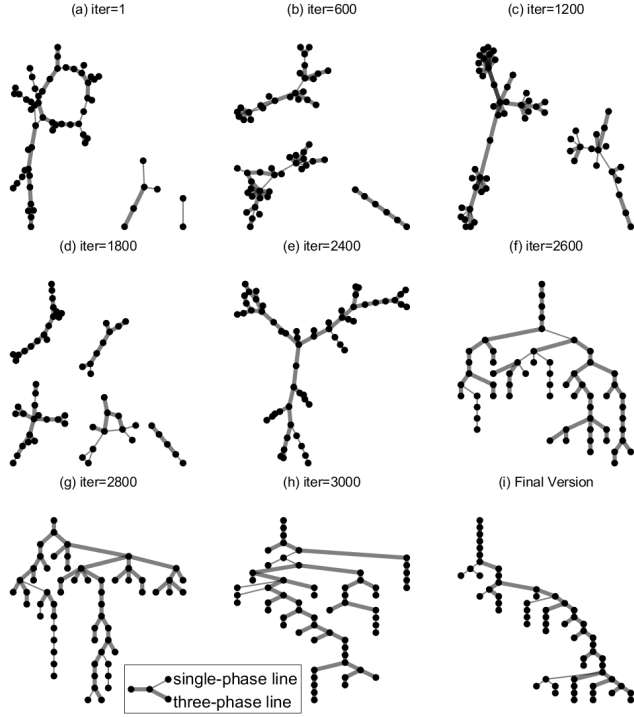 (a) iter=1
(b) iter=600
(c) iter=1200
(d) iter=1800
(e) iter=2400
(f) iter=2600
(g) iter=2800
(h) iter=3000
(i) Final Version
single-phase line
three-phase line